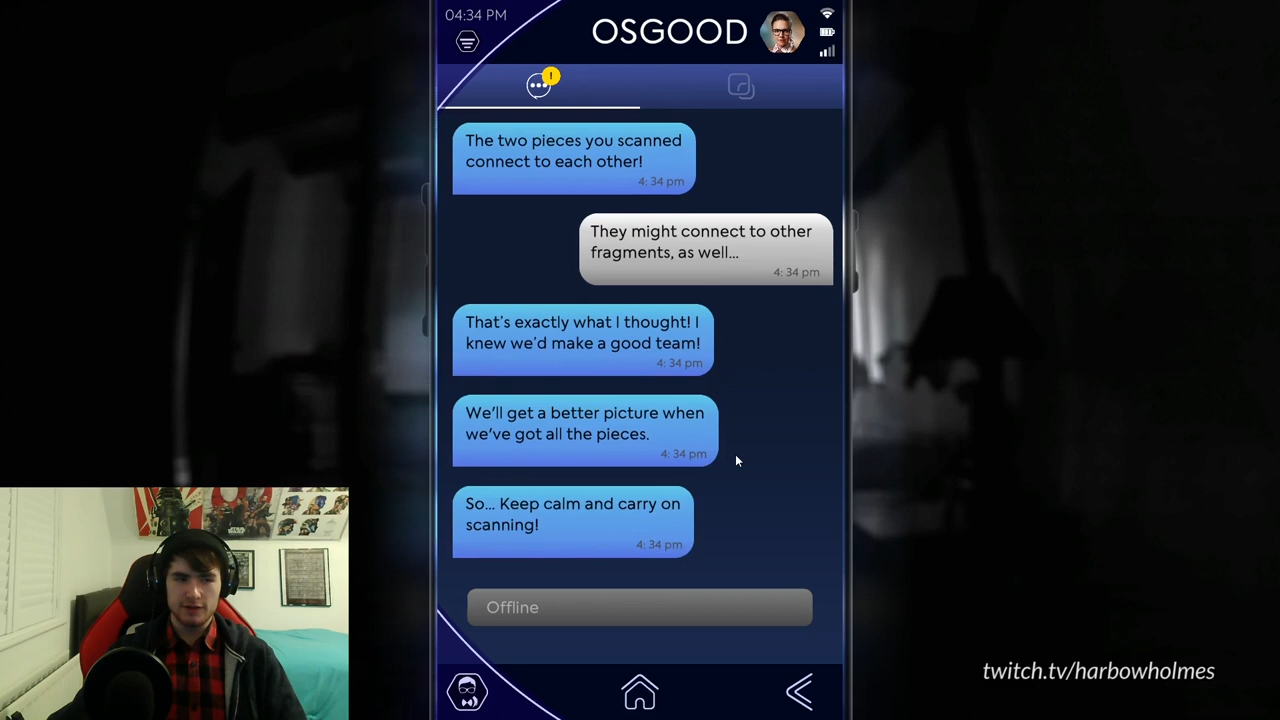 04:34 PM
OSGOOD
!
The two pieces you scanned
connect to each other!
4: 34 pm
They might connect to other
fragments, as well...
4: 34 pm
That's exactly what I thought! I
knew we'd make a good team!
4: 34 pm
We'll get a better picture when
we've got all the pieces.
4: 34 pm
So... Keep calm and carry on
scanning!
4: 34 pm
Offline
twitch.tv/harbowholmes